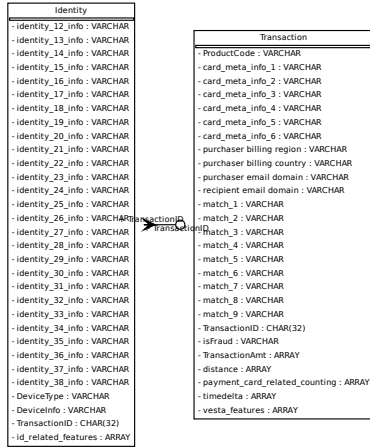 Identity
- identity_12_info : VARCHAR
- identity_13_info : VARCHAR
- identity_14_info : VARCHAR
- identity_15_info : VARCHAR
- identity_16_info : VARCHAR
- identity_17_info : VARCHAR
- identity_18_info : VARCHAR
- identity_19_info : VARCHAR
- identity_20_info : VARCHAR
- identity_21_info : VARCHAR
- identity_22_info : VARCHAR
- identity_23_info : VARCHAR
- identity_24_info : VARCHAR
- identity_25_info : VARCHAR
- identity_26_info : VARCHAR
- identity_27_info : VARCHAR
- identity_28_info : VARCHAR
- identity_29_info : VARCHAR
- identity_30_info : VARCHAR
- identity_31_info : VARCHAR
- identity_32_info : VARCHAR
- identity_33_info : VARCHAR
- identity_34_info : VARCHAR
- identity_35_info : VARCHAR
- identity_36_info : VARCHAR
- identity_37_info : VARCHAR
- identity_38_info : VARCHAR
- DeviceType : VARCHAR
- DeviceInfo : VARCHAR
- TransactionID : CHAR(32)
- id_related_features : ARRAY
+ TransactionID
TransactionID
Transaction
- ProductCode : VARCHAR
- card_meta_info_1 : VARCHAR
- card_meta_info_2 : VARCHAR
- card_meta_info_3 : VARCHAR
- card_meta_info_4 : VARCHAR
- card_meta_info_5 : VARCHAR
- card_meta_info_6 : VARCHAR
- purchaser billing region : VARCHAR
- purchaser billing country : VARCHAR
- purchaser email domain : VARCHAR
- recipient email domain : VARCHAR
- match_1 : VARCHAR
- match_2 : VARCHAR
- match_3 : VARCHAR
- match_4 : VARCHAR
- match_5 : VARCHAR
- match_6 : VARCHAR
- match_7 : VARCHAR
- match_8 : VARCHAR
- match_9 : VARCHAR
- TransactionID : CHAR(32)
- isFraud : VARCHAR
- TransactionAmt : ARRAY
- distance : ARRAY
- payment_card_related_counting : ARRAY
- timedelta : ARRAY
- vesta_features : ARRAY